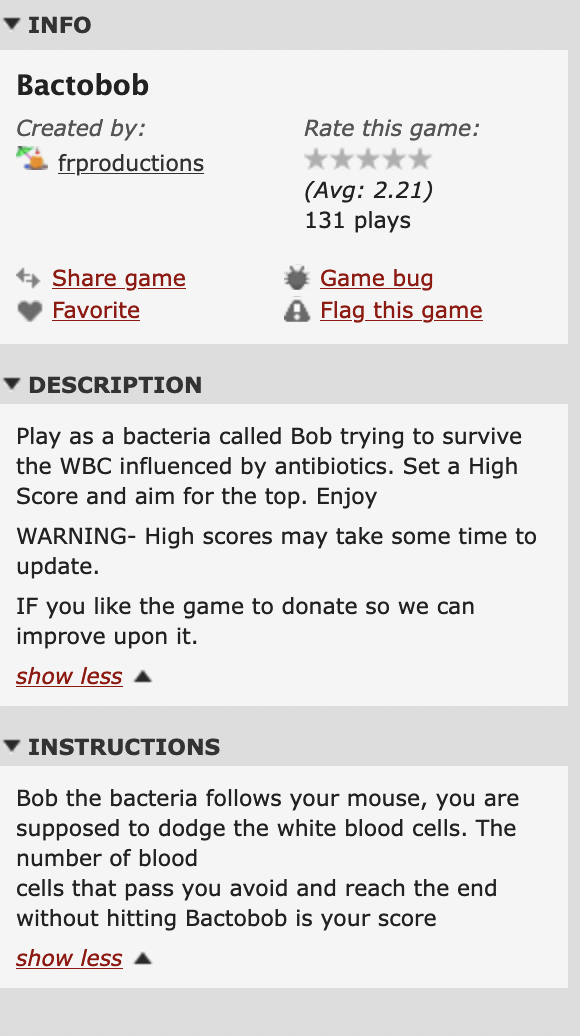 INFO
Bactobob
Created by:
frproductions
Rate this game:
(Avg: 2.21)
131 plays
Share game
Game bug
Favorite
Flag this game
DESCRIPTION
Play as a bacteria called Bob trying to survive
the WBC influenced by antibiotics. Set a High
Score and aim for the top. Enjoy
WARNING- High scores may take some time to
update.
IF you like the game to donate so we can
improve upon it.
show less
INSTRUCTIONS
Bob the bacteria follows your mouse, you are
supposed to dodge the white blood cells. The
number of blood
cells that pass you avoid and reach the end
without hitting Bactobob is your score
show less